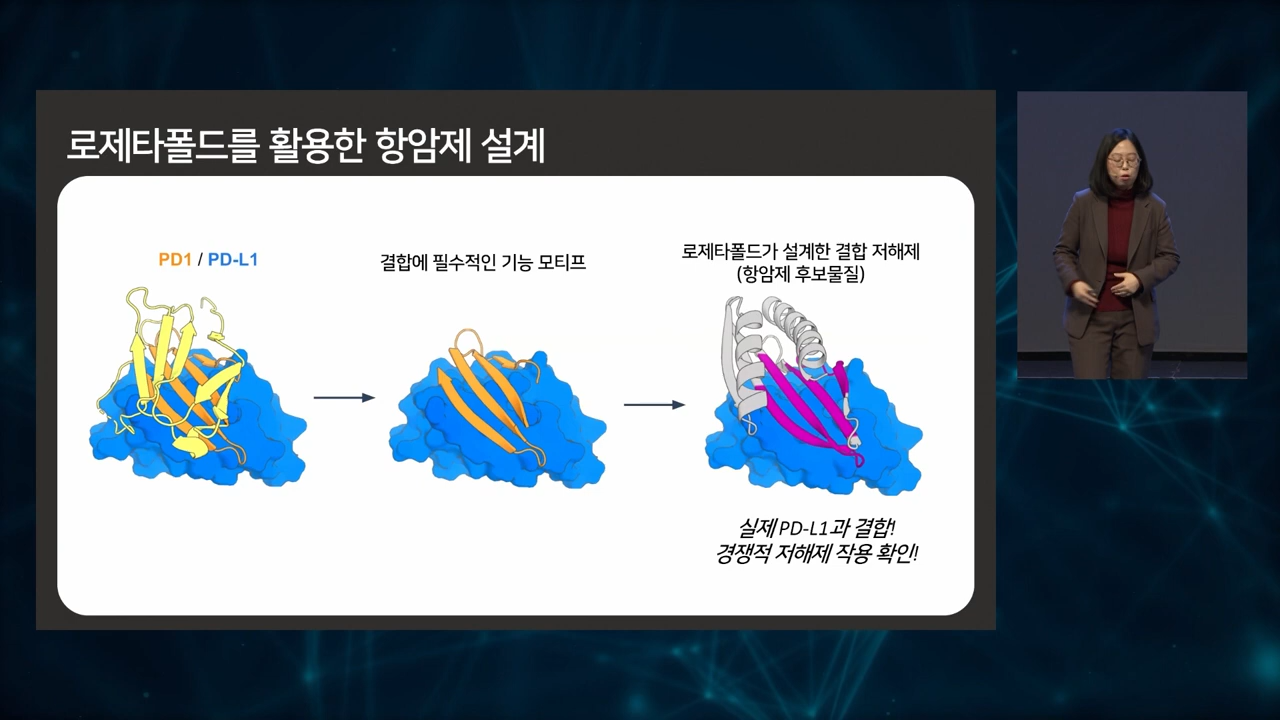 로제타폴드를 활용한 항암제 설계
PD1 / PD-L1
결합에 필수적인 기능 모티프
로제타폴드가 설계한 결합 저해제
(항암제 후보물질)
실제 PD-L1과 결합!
경쟁적 저해제 작용 확인!